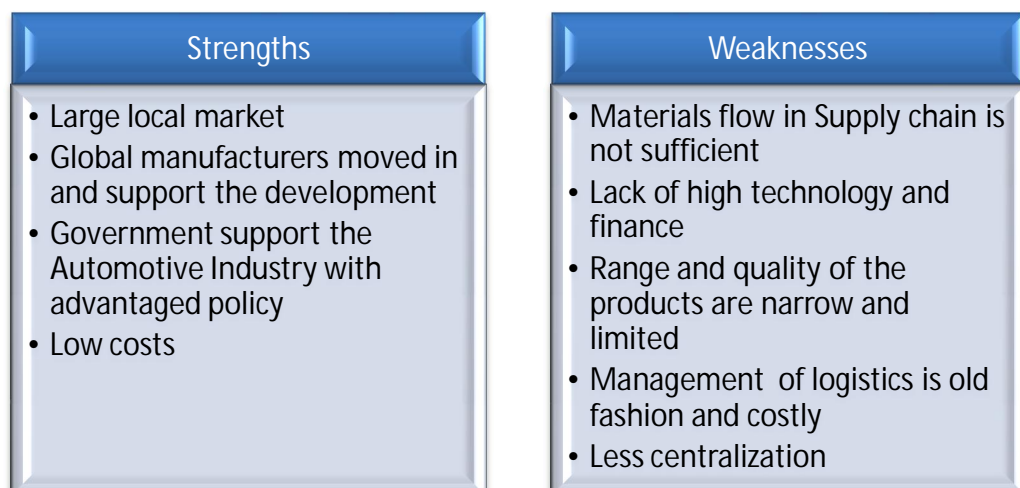 Strengths
• Large local market
• Global manufacturers moved in
and support the development
• Government support the
Automotive Industry with
advantaged policy
• Low costs
Weaknesses
• Materials flow in Supply chain is
not sufficient
• Lack of high technology and
finance
• Range and quality of the
products are narrow and
limited
• Management  of logistics is old
fashion and costly
• Less centralization